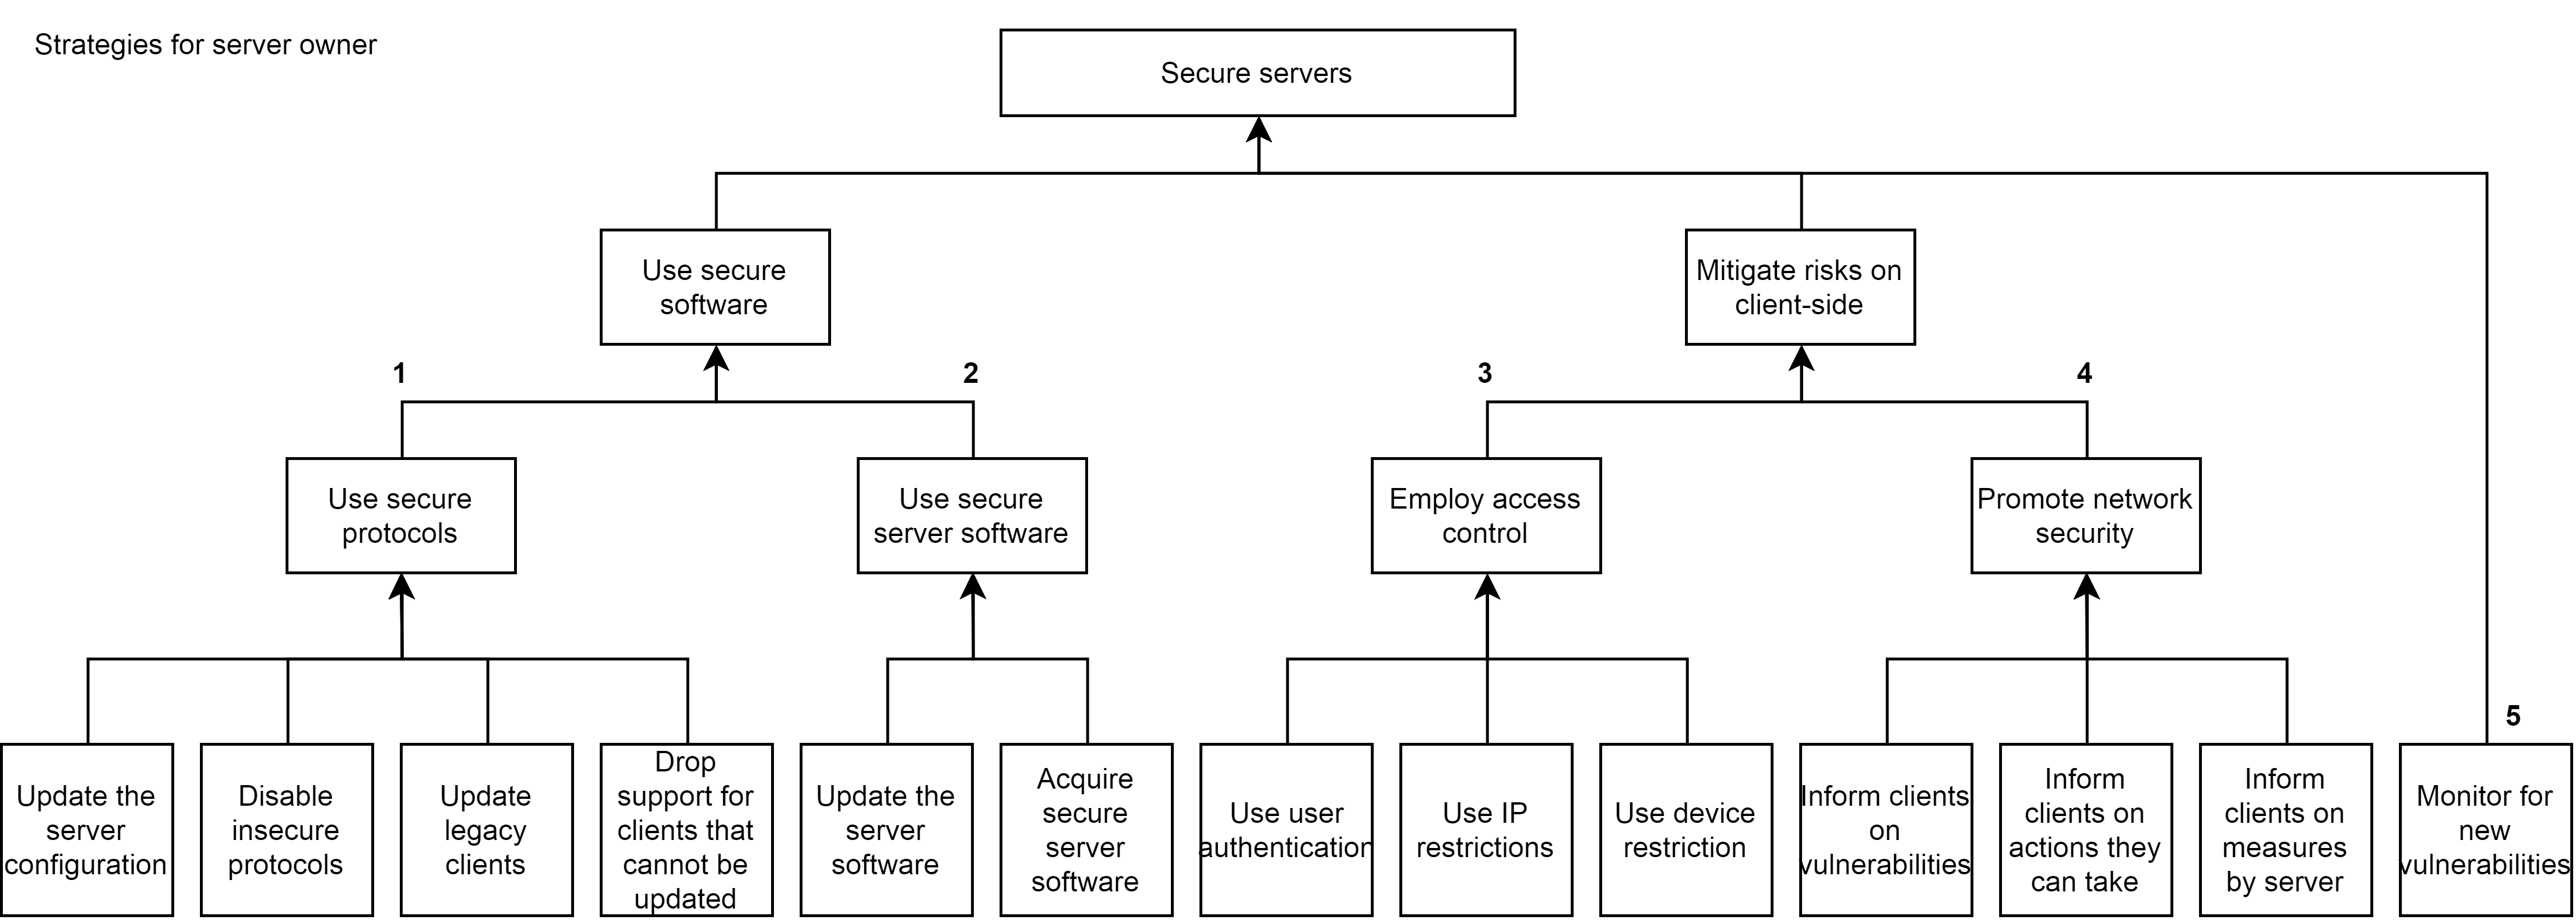 Strategies for server owner
Secure servers
Use secure
software
Mitigate risks on
client-side
1
2
3
4
Use secure
protocols
Use secure
server software
Employ access
control
Promote network
security
5
Update the
server
configuration
Disable
insecure
protocols
Update
legacy
clients
Drop
support for
clients that
cannot be
updated
Update the
server
software
Acquire
secure
server
software
Use user
authentication
Use IP
restrictions
Use device
restriction
Inform clients
on
vulnerabilities
Inform
clients on
actions they
can take
Inform
clients on
measures
by server
Monitor for
new
vulnerabilities